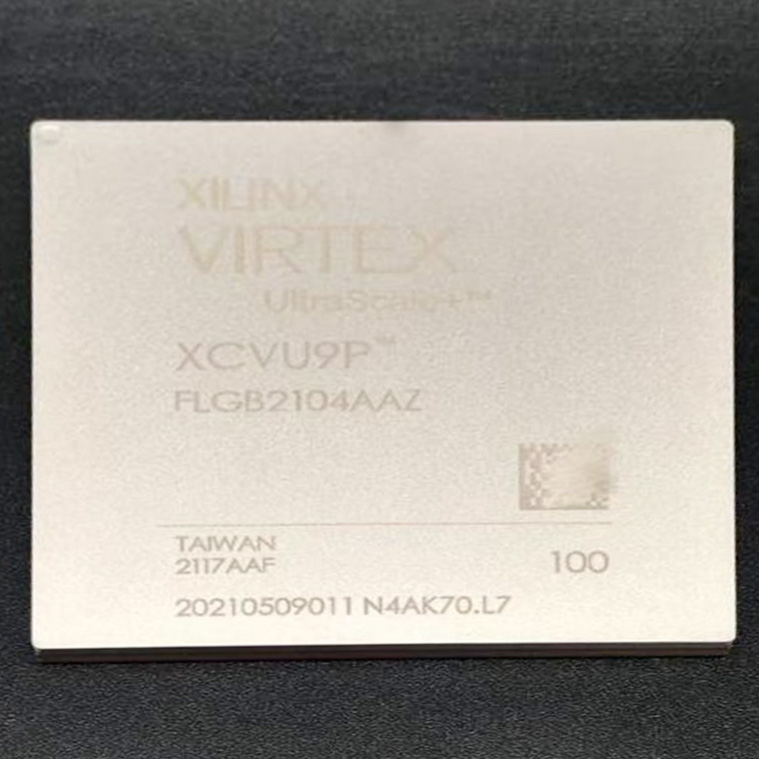 XILINX
VIRTEX
UltraScale+™
XCVU9P™
FLGB2104AAZ
TAIWAN
2117AAF
100
20210509011 N4AK70.L7